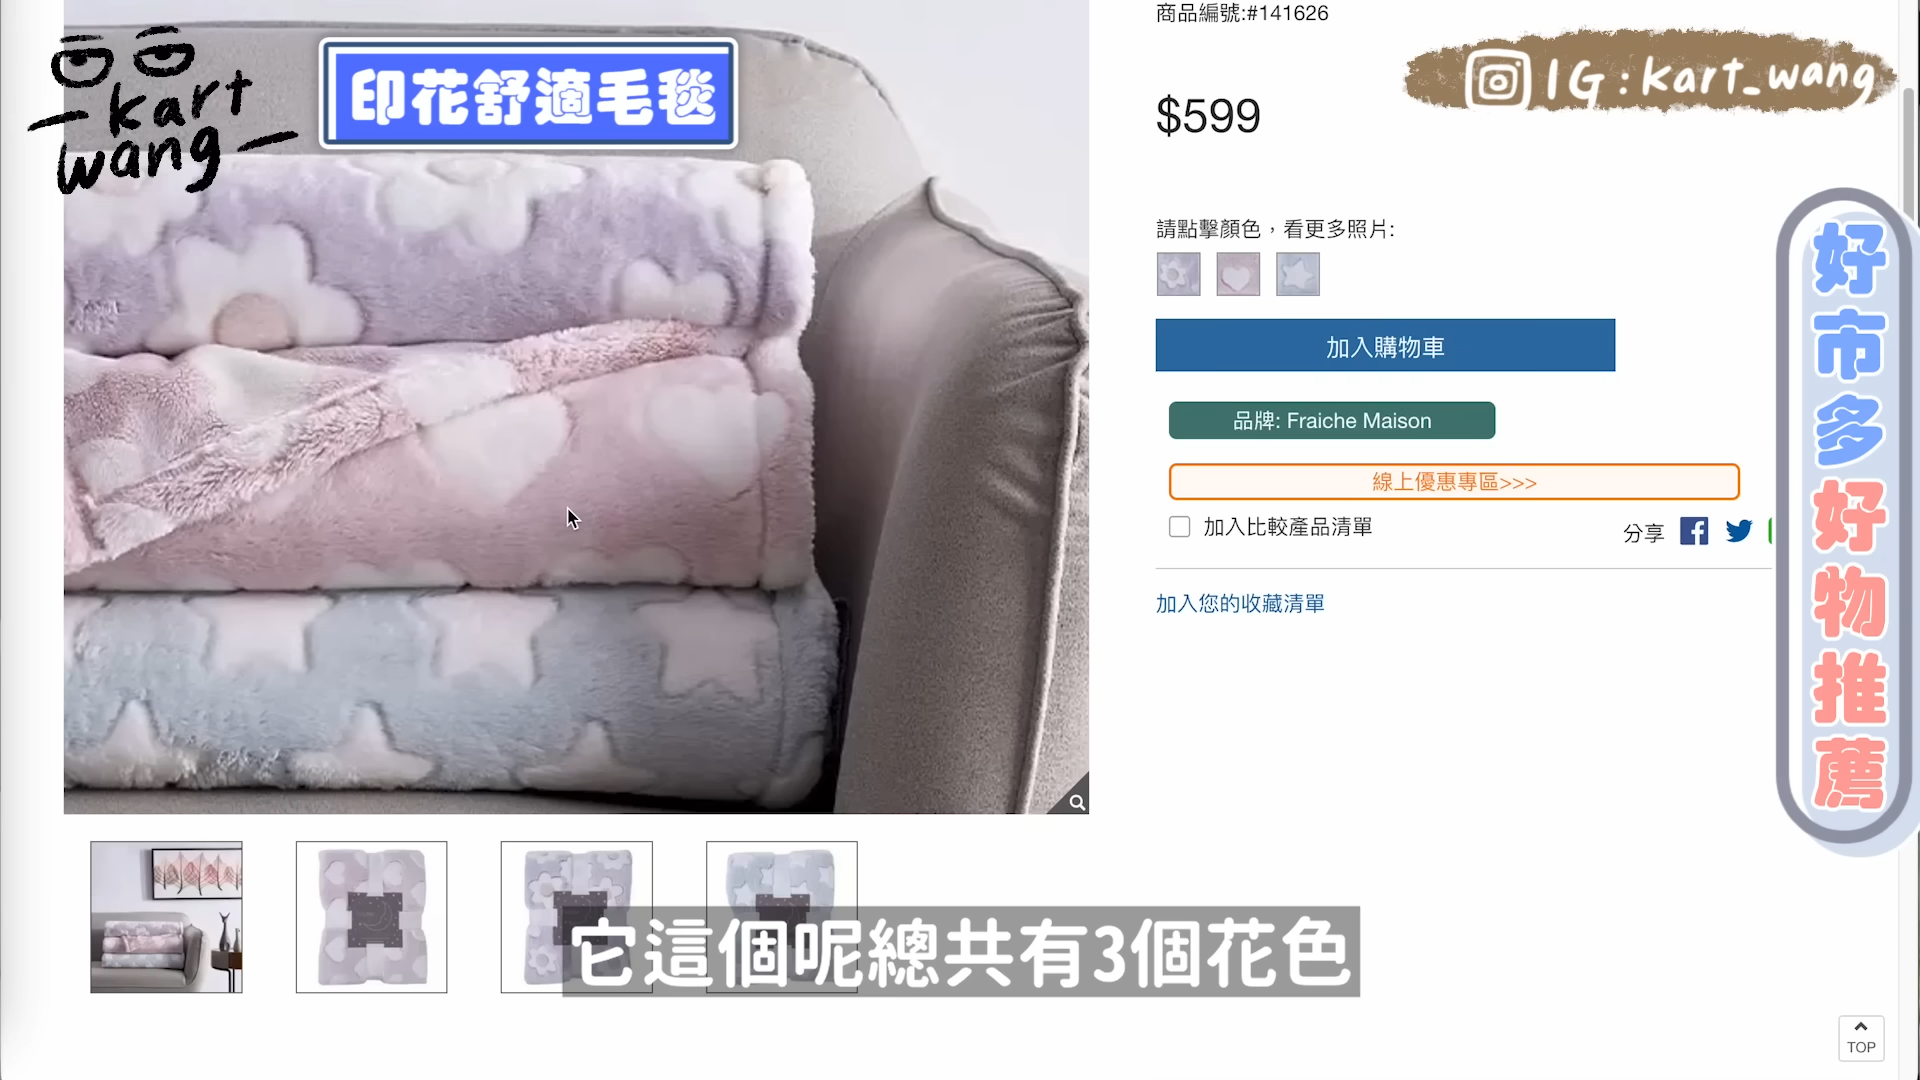 商品編號:#141626
kart
wang
印花舒適毛毯
IG:kart_wang
$599
請點擊顏色，看更多照片:
加入購物車
品牌: Fraiche Maison
線上優惠專區>>>
加入比較產品清單
分享
加入您的收藏清單
好市多好物推薦
它這個呢總共有3個花色
TOP